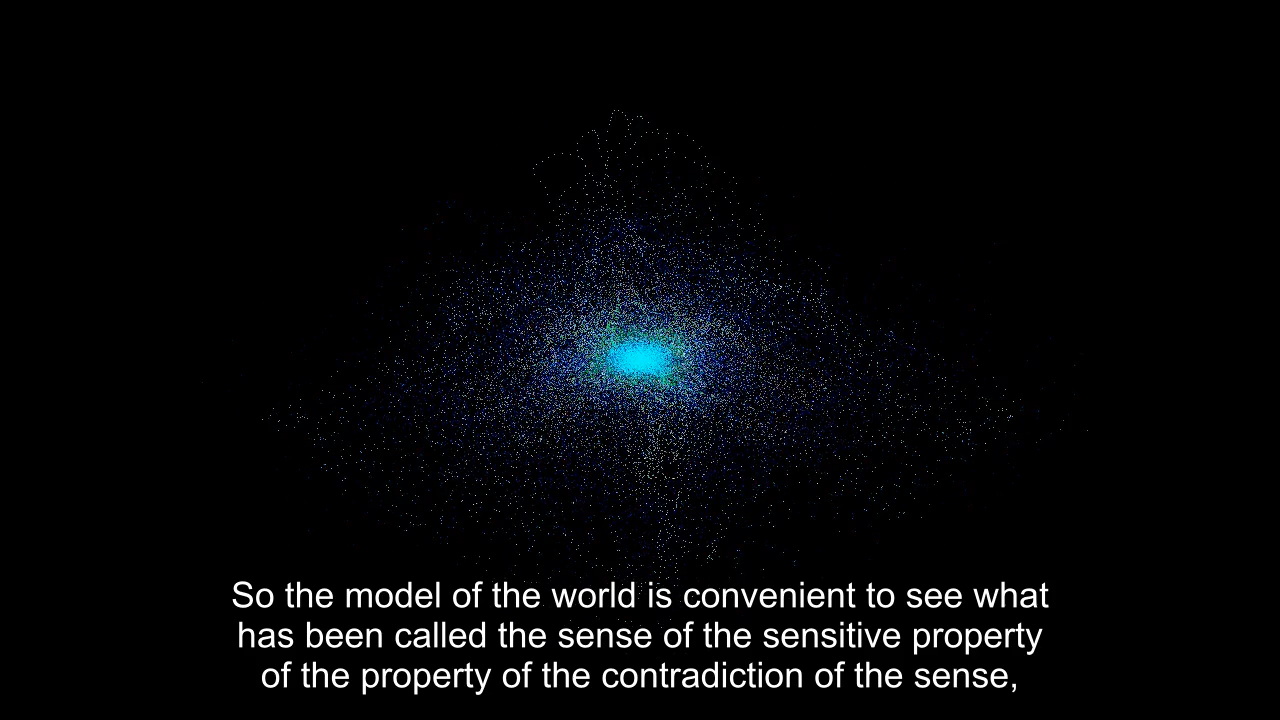 So the model of the world is convenient to see what
has been called the sense of the sensitive property
of the property of the contradiction of the sense,